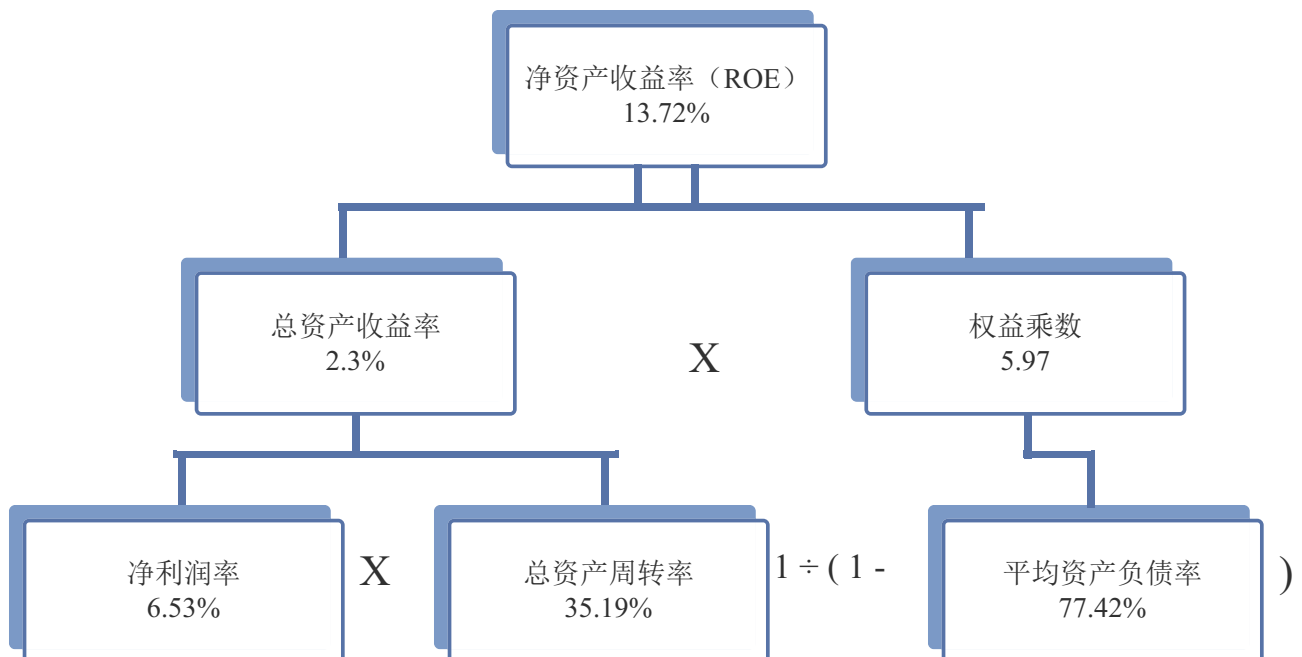 净资产收益率（ROE）
13.72%
总资产收益率
2.3%
X
权益乘数
5.97
净利润率
6.53%
X
总资产周转率
35.19%
1 ÷ ( 1 -
平均资产负债率
77.42%
)